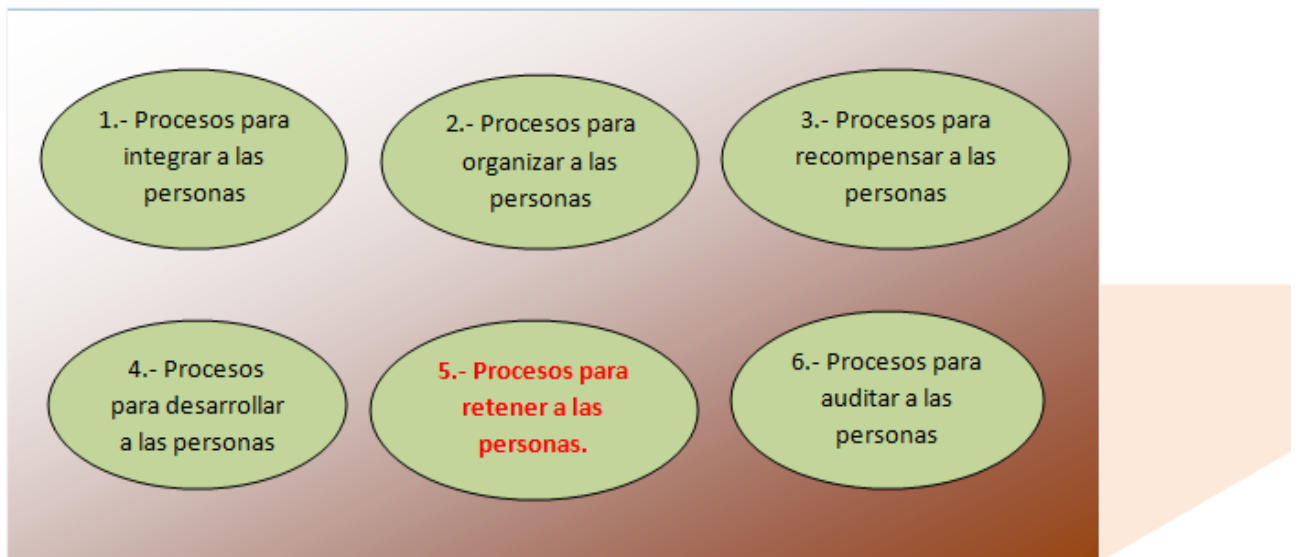 1.- Procesos para
integrar a las
personas
2.- Procesos para
organizar a las
personas
3.- Procesos para
recompensar a las
personas
4.- Procesos
para desarrollar
a las personas
5.- Procesos para
retener a las
personas.
6.- Procesos para
auditar a las
personas